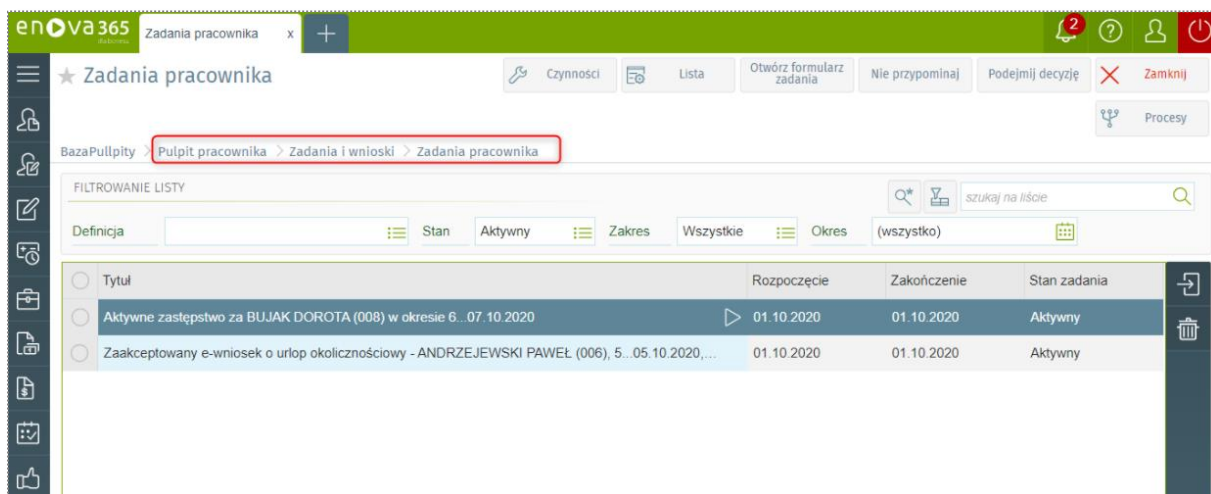 enova365 Zadania pracownika x + 2
Zadania pracownika Czynności Lista Otwórz formularz zadania Nie przypominaj Podejmij decyzję Zamknij
Procesy
BazaPullpity > Pulpit pracownika > Zadania i wnioski > Zadania pracownika
FILTROWANIE LISTY szukaj na liście
Definicja Stan Aktywny Zakres Wszystkie Okres (wszystko)
Tytuł Rozpoczęcie Zakończenie Stan zadania
Aktywne zastępstwo za BUJAK DOROTA (008) w okresie 6...07.10.2020 01.10.2020 01.10.2020 Aktywny
Zaakceptowany e-wniosek o urlop okolicznościowy - ANDRZEJEWSKI PAWEŁ (006), 5...05.10.2020,... 01.10.2020 01.10.2020 Aktywny